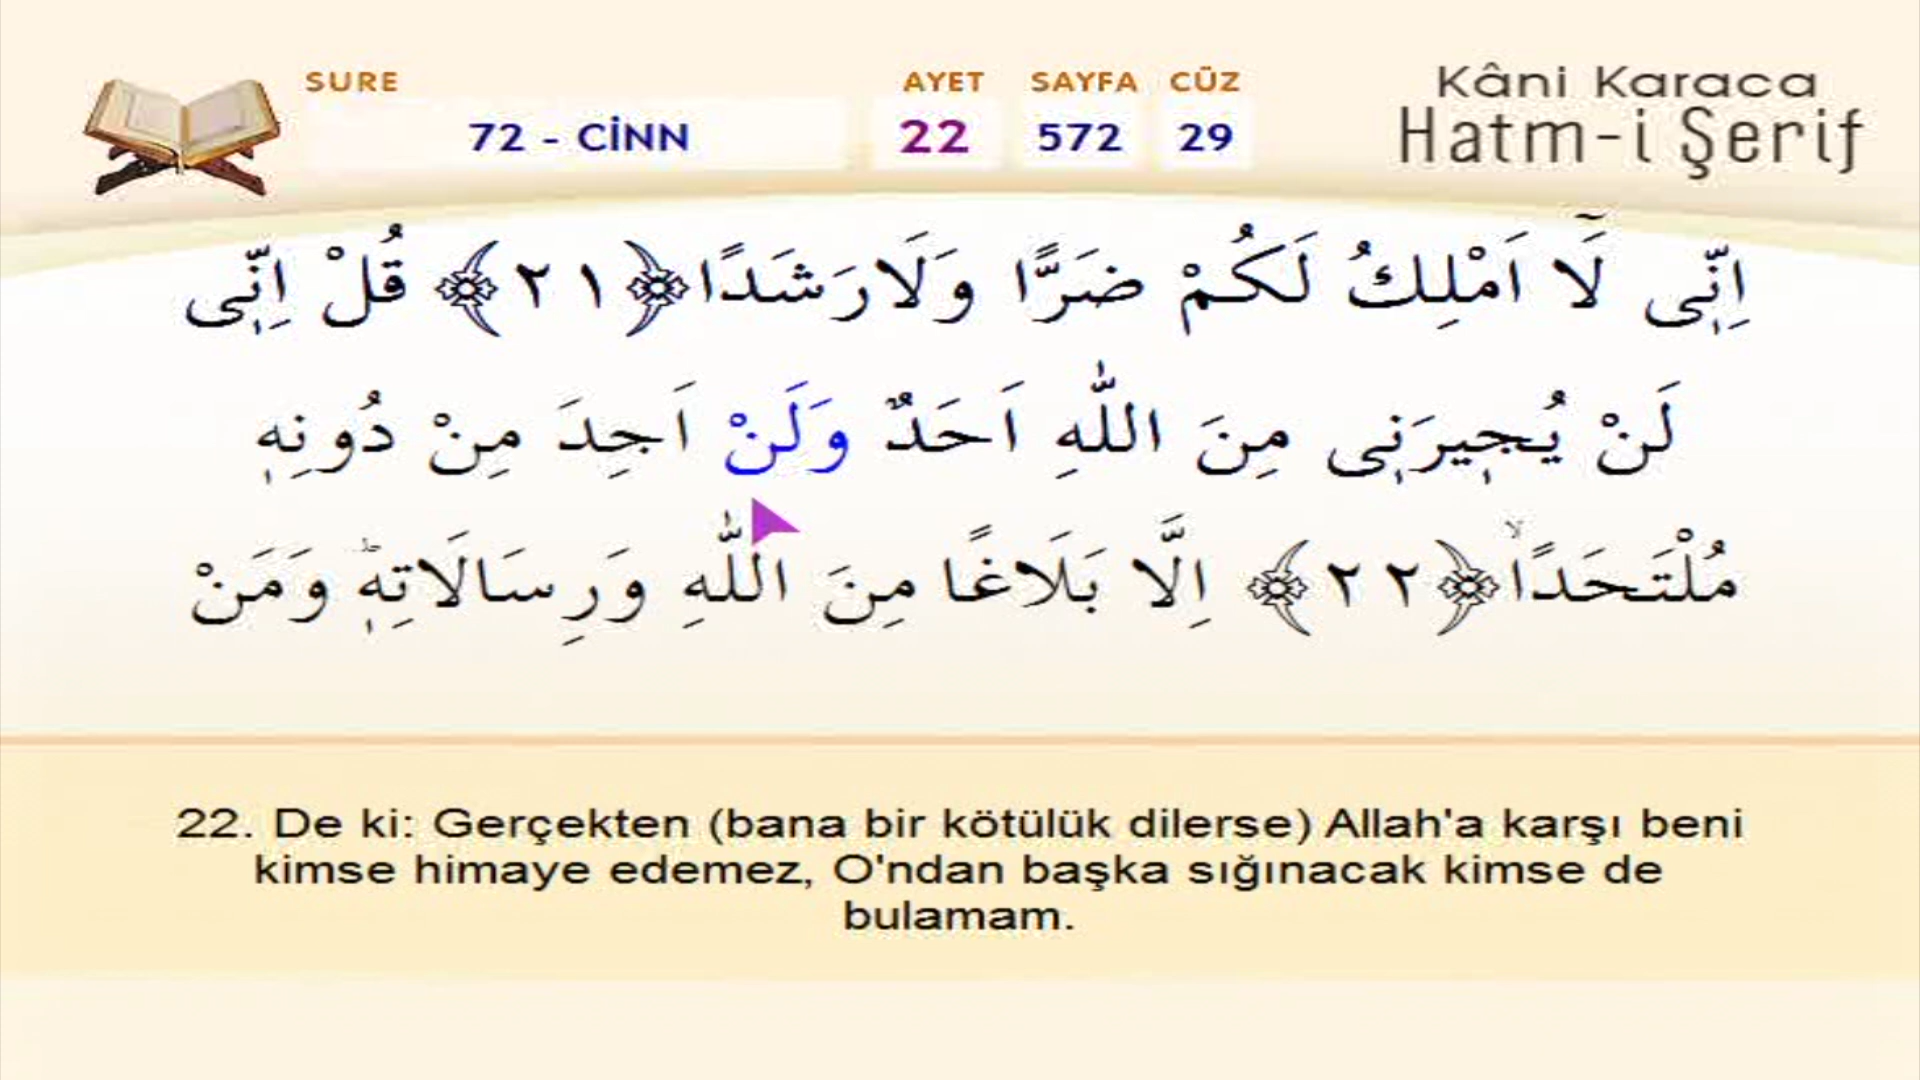 SURE AYET SAYFA CÜZ
72 - CİNN 22 572 29
Kâni Karaca
Hatm-i Şerif
اِنّ۪ى لَٓا اَمْلِكُ لَكُمْ ضَرًّا وَلَا رَشَدًا ﴿٢١﴾ قُلْ اِنّ۪ى
لَنْ يُج۪يرَن۪ى مِنَ اللّٰهِ اَحَدٌ وَلَنْ اَجِدَ مِنْ دُونِه۪
مُلْتَحَدًاۙ ﴿٢٢﴾ اِلَّا بَلَاغًا مِنَ اللّٰهِ وَرِسَالَاتِه۪ۜ وَمَنْ
22. De ki: Gerçekten (bana bir kötülük dilerse) Allah'a karşı beni
kimse himaye edemez, O'ndan başka sığınacak kimse de
bulamam.